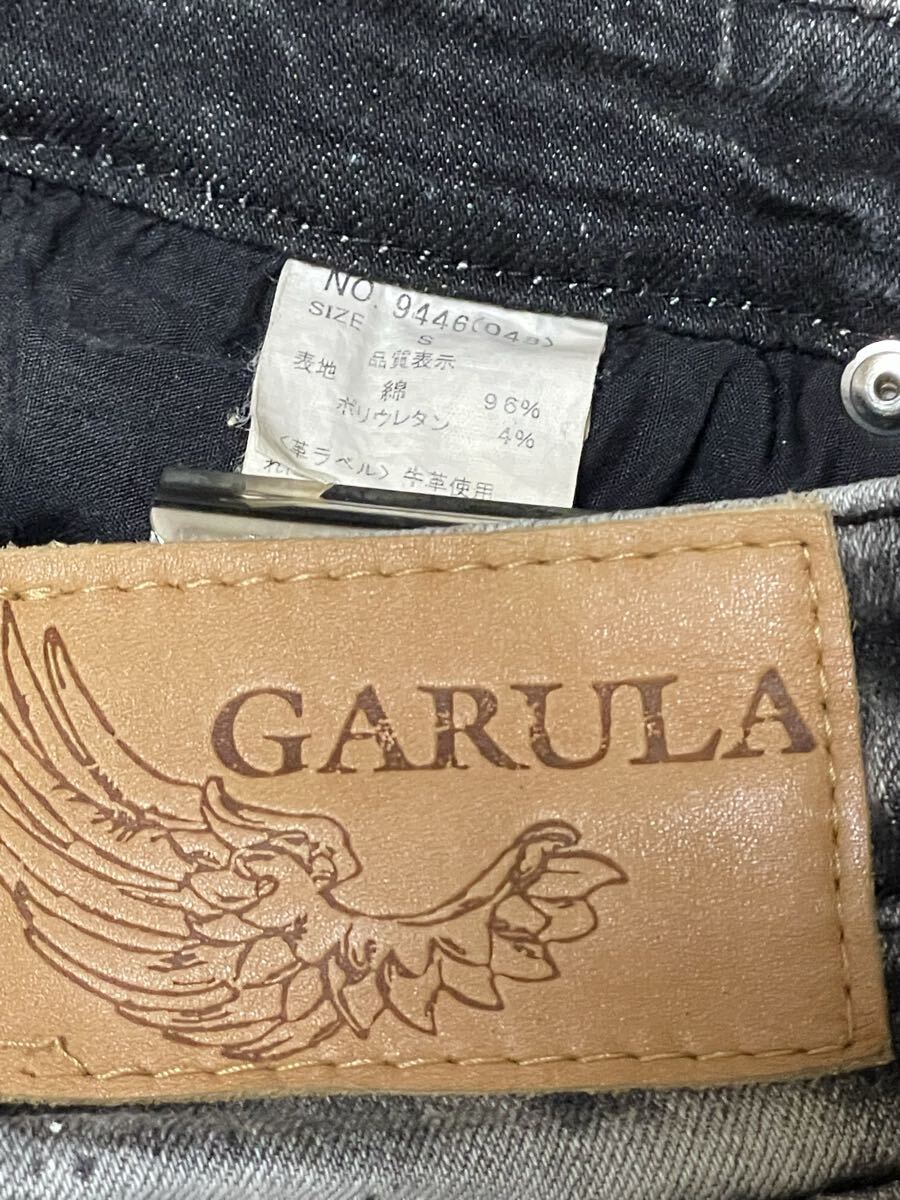 NO. 9446(048)
SIZE
S
品質表示
表地
綿 96%
ポリウレタン 4%
〈革ラベル〉牛革使用
GARULA